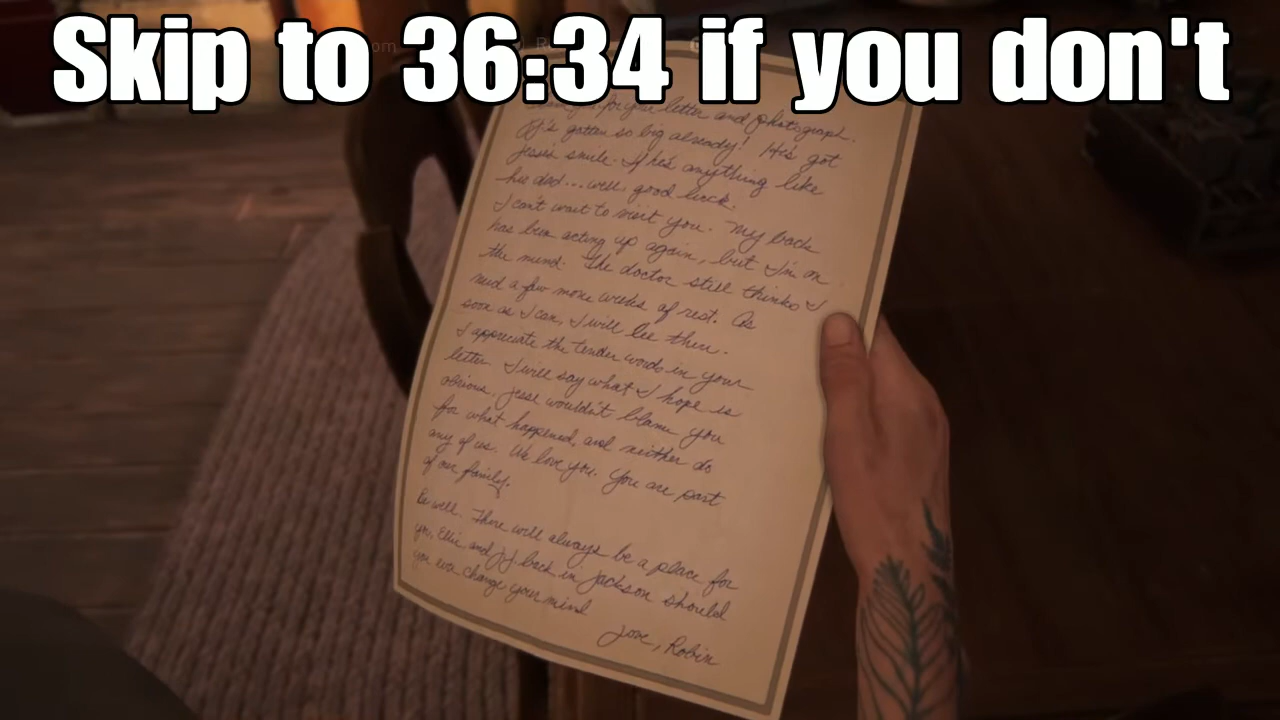 Skip to 36:34 if you don't
for your letter and photograph.
JJ's gotten so big already! He's got
Jesse's smile. If he's anything like
his dad...well, good luck.
I can't wait to visit you. My back
has been acting up again, but I'm on
the mend. The doctor still thinks I
need a few more weeks of rest. As
soon as I can, I will be there.
I appreciate the tender words in your
letter. I will say what I hope is
obvious. Jesse wouldn't blame you
for what happened, and neither do
any of us. We love you. You are part
of our family.
Be well. There will always be a place for
you, Ellie, and JJ back in Jackson should
you ever change your mind
Love, Robin